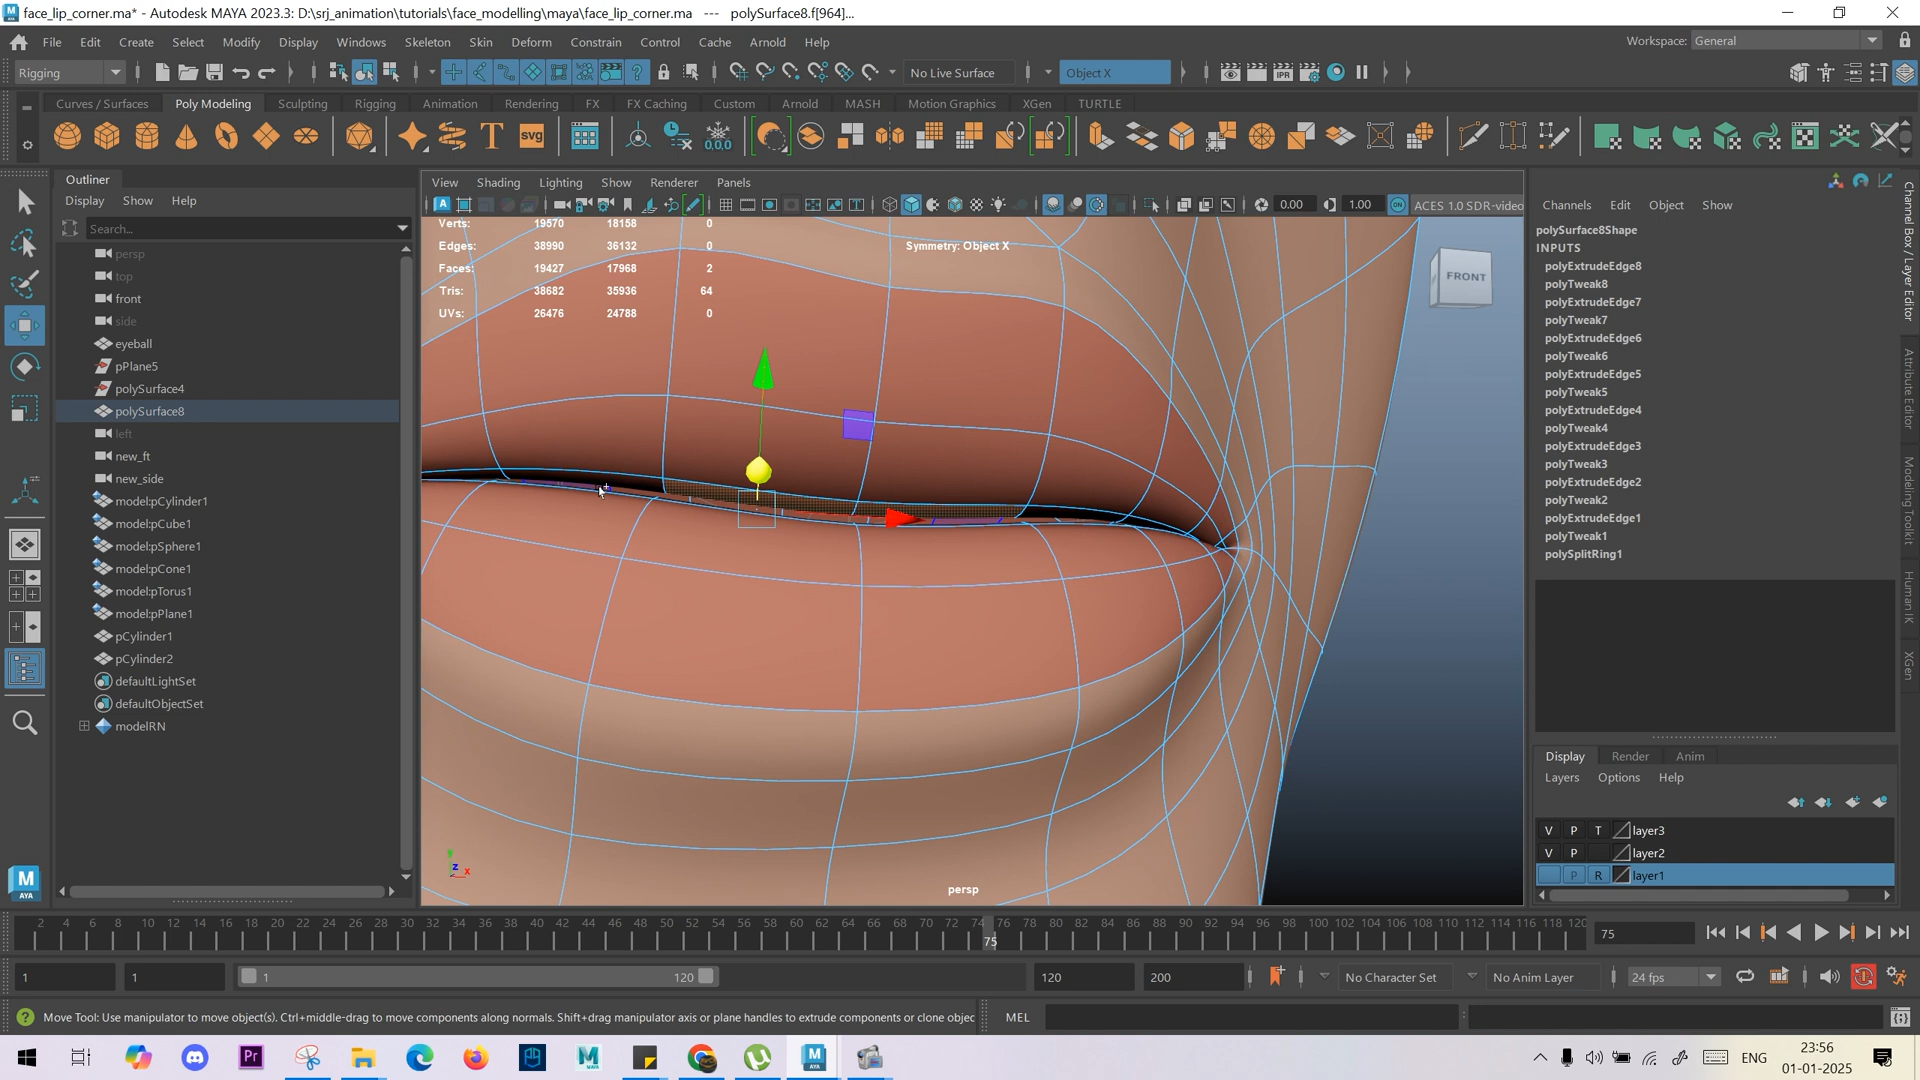 face_lip_corner.ma* - Autodesk MAYA 2023.3: D:\srj_animation\tutorials\face_modelling\maya\face_lip_corner.ma   ---   polySurface8.f[964]...
File Edit Create Select Modify Display Windows Skeleton Skin Deform Constrain Control Cache Arnold Help
Workspace: General
Rigging
No Live Surface
Object X
Curves / Surfaces Poly Modeling Sculpting Rigging Animation Rendering FX FX Caching Custom Arnold MASH Motion Graphics XGen TURTLE
Outliner
Display Show Help
Search...
persp
top
front
side
eyeball
pPlane5
polySurface4
polySurface8
left
new_ft
new_side
model:pCylinder1
model:pCube1
model:pSphere1
model:pCone1
model:pTorus1
model:pPlane1
pCylinder1
pCylinder2
defaultLightSet
defaultObjectSet
modelRN
View Shading Lighting Show Renderer Panels
0.00 1.00 ACES 1.0 SDR-video
Verts: 19570 18158 0
Edges: 38990 36132 0
Faces: 19427 17968 2
Tris: 38682 35936 64
UVs: 26476 24788 0
Symmetry: Object X
FRONT
persp
Channels Edit Object Show
polySurface8Shape
INPUTS
polyExtrudeEdge8
polyTweak8
polyExtrudeEdge7
polyTweak7
polyExtrudeEdge6
polyTweak6
polyExtrudeEdge5
polyTweak5
polyExtrudeEdge4
polyTweak4
polyExtrudeEdge3
polyTweak3
polyExtrudeEdge2
polyTweak2
polyExtrudeEdge1
polyTweak1
polySplitRing1
Display Render Anim
Layers Options Help
V P T layer3
V P layer2
P R layer1
Channel Box / Layer Editor
Attribute Editor
Modeling Toolkit
Human IK
XGen
2 4 6 8 10 12 14 16 18 20 22 24 26 28 30 32 34 36 38 40 42 44 46 48 50 52 54 56 58 60 62 64 66 68 70 72 74 76 78 80 82 84 86 88 90 92 94 96 98 100 102 104 106 108 110 112 114 116 118 120
75
75
1 1 1 120 120 200 No Character Set No Anim Layer 24 fps
Move Tool: Use manipulator to move object(s). Ctrl+middle-drag to move components along normals. Shift+drag manipulator axis or plane handles to extrude components or clone objec
MEL
ENG
23:56
01-01-2025